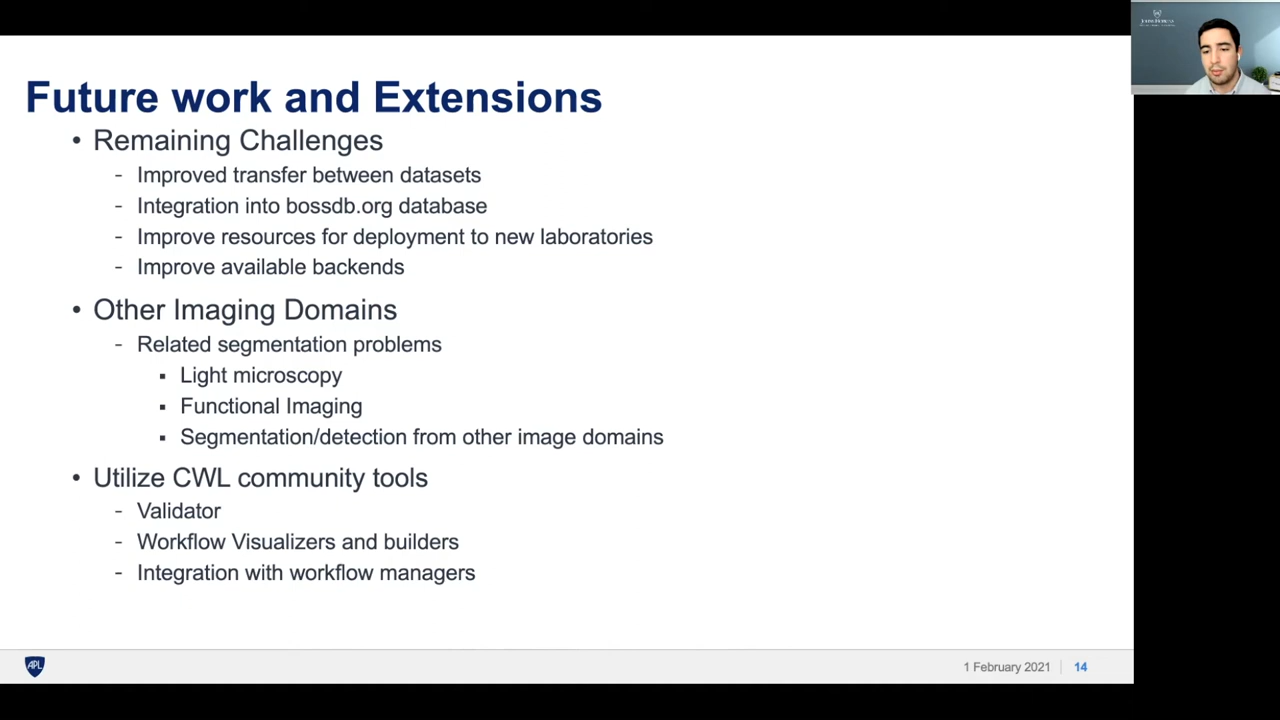 Future work and Extensions
• Remaining Challenges
- Improved transfer between datasets
- Integration into bossdb.org database
- Improve resources for deployment to new laboratories
- Improve available backends
• Other Imaging Domains
- Related segmentation problems
▪ Light microscopy
▪ Functional Imaging
▪ Segmentation/detection from other image domains
• Utilize CWL community tools
- Validator
- Workflow Visualizers and builders
- Integration with workflow managers
APL
1 February 2021
14